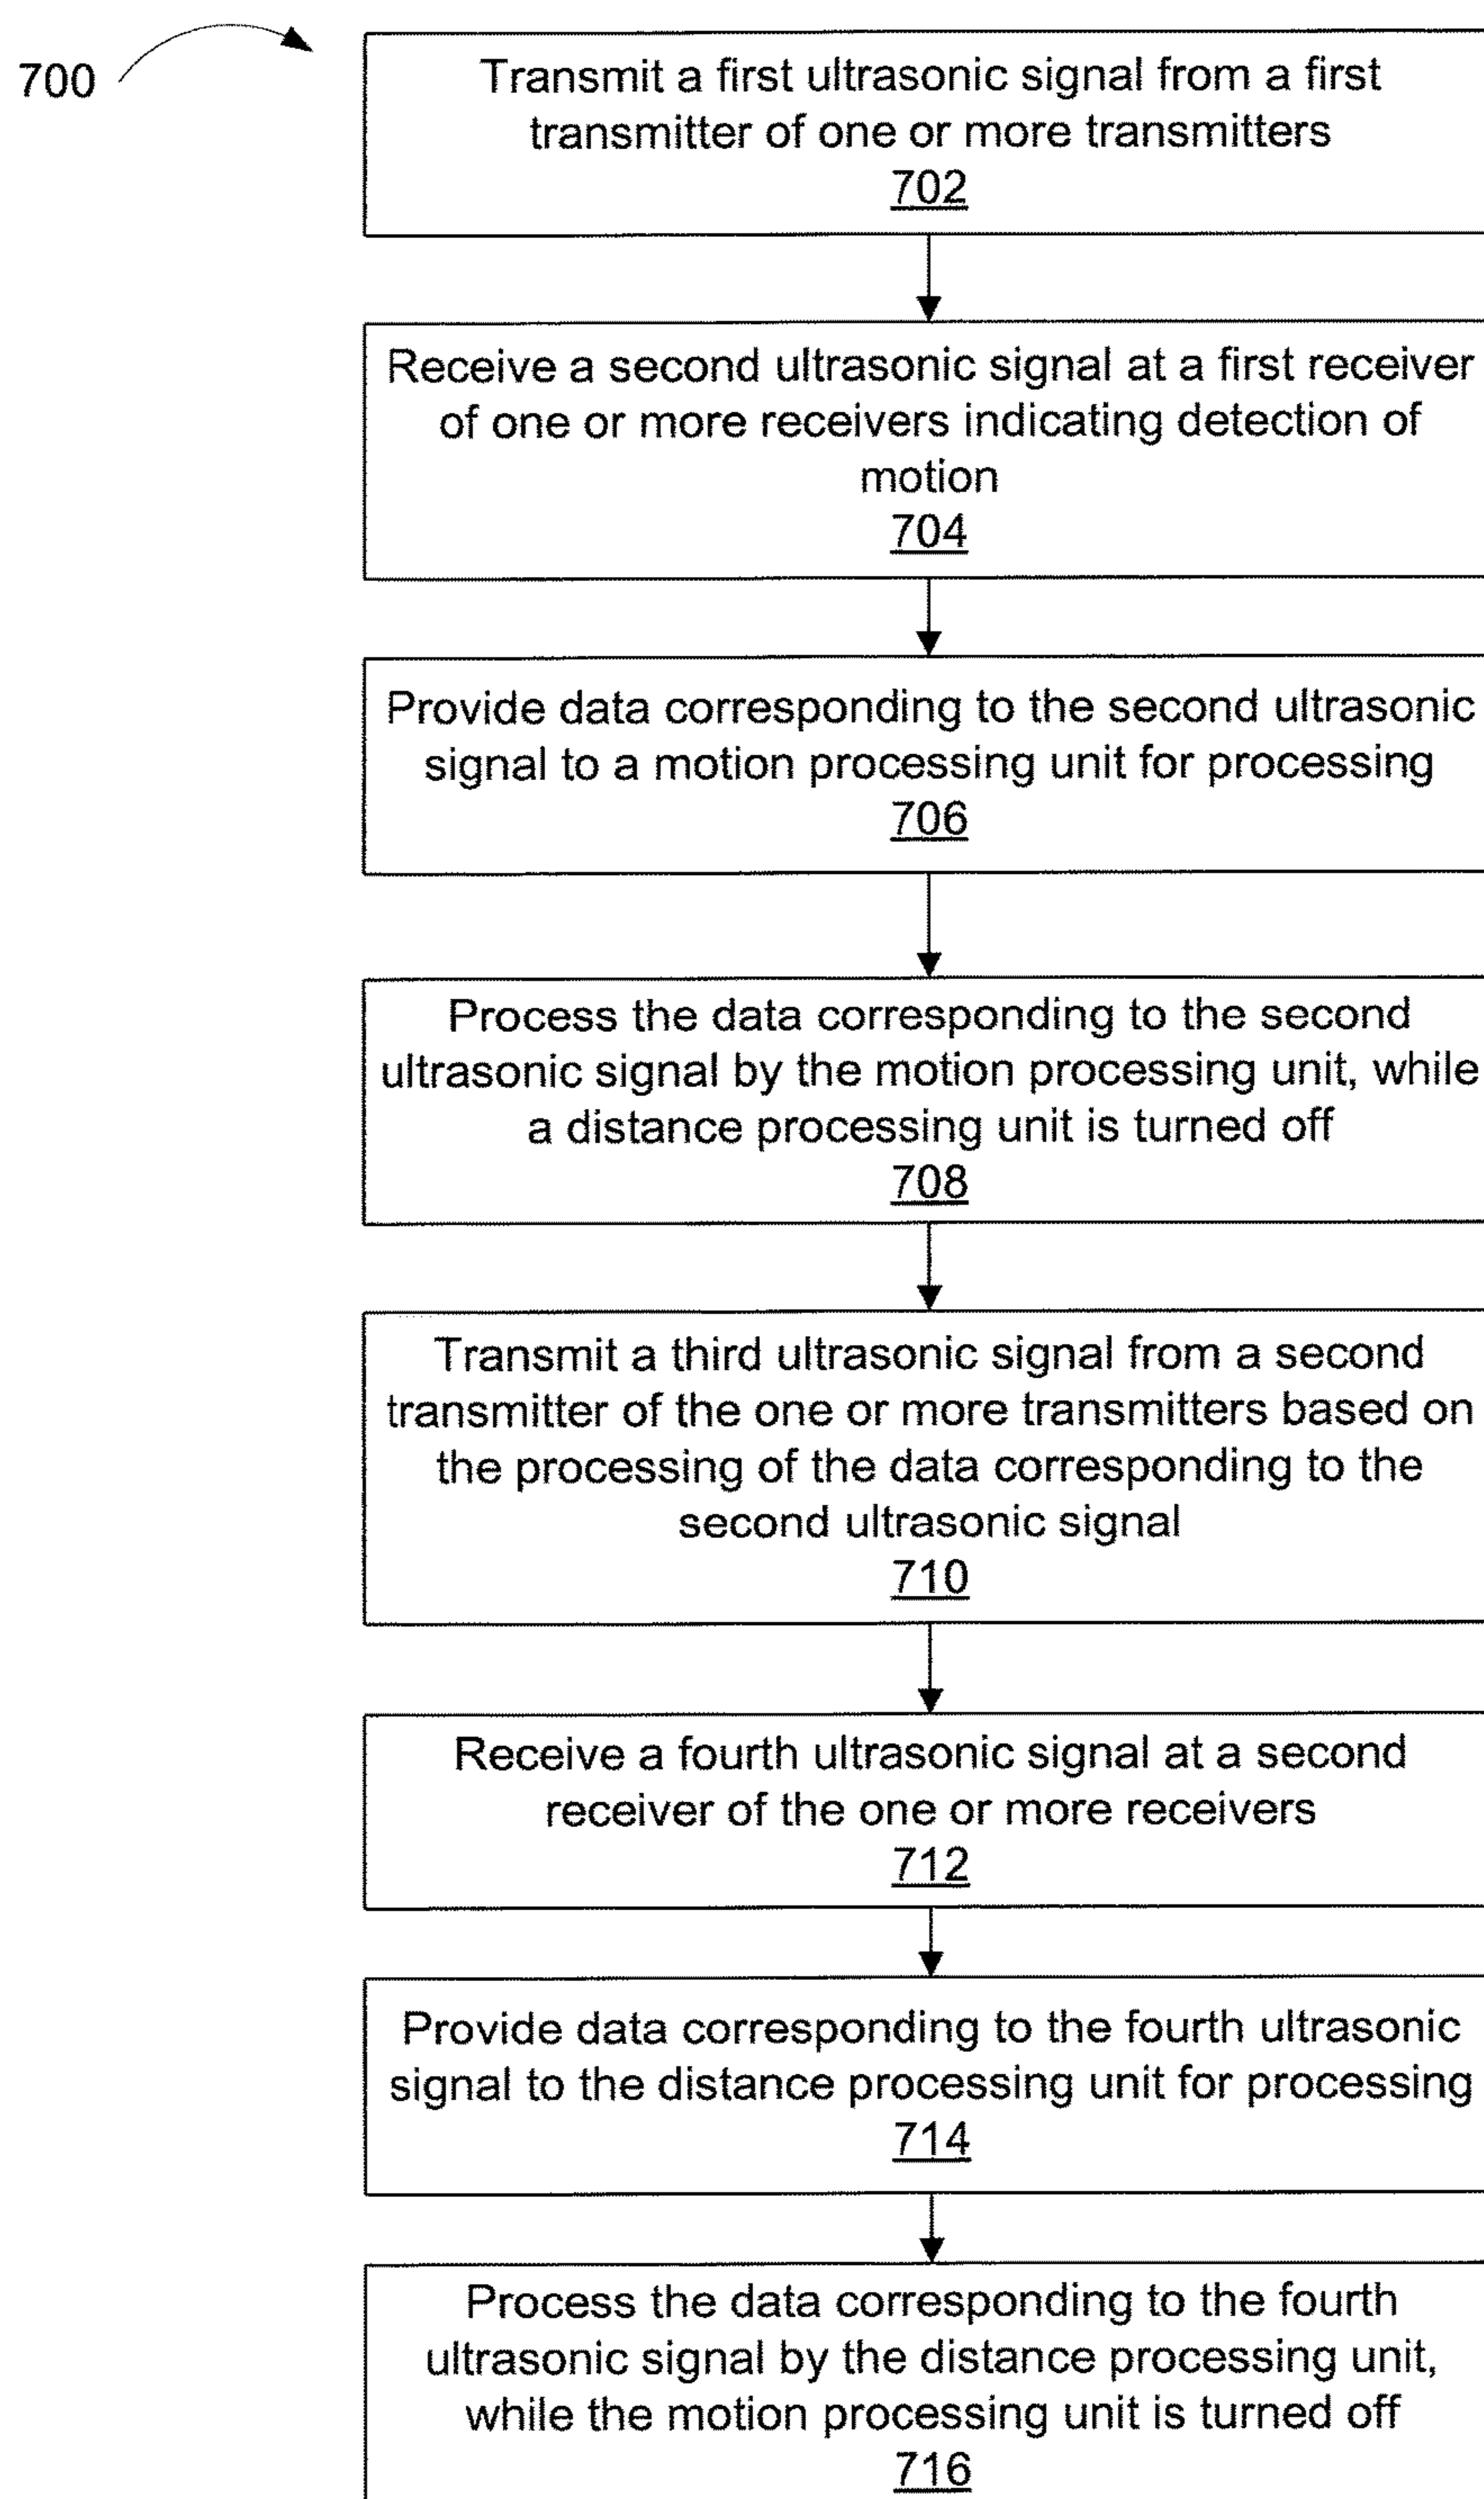 700
Transmit a first ultrasonic signal from a first
transmitter of one or more transmitters
702
Receive a second ultrasonic signal at a first receiver
of one or more receivers indicating detection of
motion
704
Provide data corresponding to the second ultrasonic
signal to a motion processing unit for processing
706
Process the data corresponding to the second
ultrasonic signal by the motion processing unit, while
a distance processing unit is turned off
708
Transmit a third ultrasonic signal from a second
transmitter of the one or more transmitters based on
the processing of the data corresponding to the
second ultrasonic signal
710
Receive a fourth ultrasonic signal at a second
receiver of the one or more receivers
712
Provide data corresponding to the fourth ultrasonic
signal to the distance processing unit for processing
714
Process the data corresponding to the fourth
ultrasonic signal by the distance processing unit,
while the motion processing unit is turned off
716